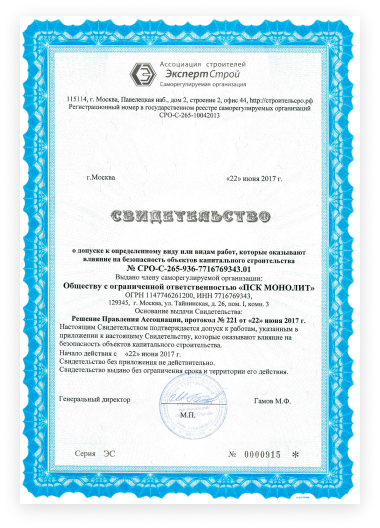 Ассоциация строителей
ЭкспертСтрой
Саморегулируемая организация
115114, г. Москва, Павелецкая наб., дом 2, строение 2, офис 44, http://строительсро.рф
Регистрационный номер в государственном реестре саморегулируемых организаций
СРО-С-265-10042013
г.Москва «22» июня 2017 г.
СВИДЕТЕЛЬСТВО
о допуске к определенному виду или видам работ, которые оказывают
влияние на безопасность объектов капитального строительства
№ СРО-С-265-936-7716769343.01
Выдано члену саморегулируемой организации:
Обществу с ограниченной ответственностью «ПСК МОНОЛИТ»
ОГРН 1147746261200, ИНН 7716769343,
129345, г. Москва, ул. Тайнинская, д. 26, пом. I, комн. 3
Основание выдачи Свидетельства:
Решение Правления Ассоциации, протокол № 221 от «22» июня 2017 г.
Настоящим Свидетельством подтверждается допуск к работам, указанным в
приложении к настоящему Свидетельству, которые оказывают влияние на
безопасность объектов капитального строительства.
Начало действия с «22» июня 2017 г.
Свидетельство без приложения не действительно.
Свидетельство выдано без ограничения срока и территории его действия.
Генеральный директор Гамов М.Ф.
М.П.
Серия ЭС № 0000915 *